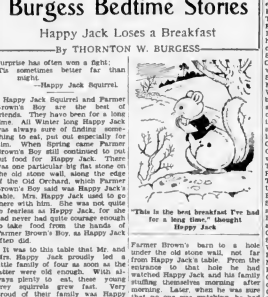 Burgess Bedtime Stories
Happy Jack Loses a Breakfast
By THORNTON W. BURGESS
Surprise has often won a fight;
'Tis sometimes better far than
might.
—Happy Jack Squirrel.
Happy Jack Squirrel and Farmer
Brown's Boy are the best of
friends. They have been for a long
time. All Winter long Happy Jack
was always sure of finding some-
thing to eat, put out especially for
him. When Spring came Farmer
Brown's Boy still continued to put
out food for Happy Jack. There
was one particular big flat stone on
the old stone wall, along the edge
of the Old Orchard, which Farmer
Brown's Boy said was Happy Jack's
table. Mrs. Happy Jack used to go
there with him. She was not quite
so fearless as Happy Jack, for she
had never had quite courage enough
to take food from the hands of
Farmer Brown's Boy, as Happy Jack
often did.
It was to this table that Mr. and
Mrs. Happy Jack proudly led a
little family of four as soon as the
latter were old enough. With al-
ways plenty to eat, these young
grey squirrels grew fast. Very
proud of their family was Happy
"This is the best breakfast I've had
for a long time," thought
Happy Jack
Farmer Brown's barn to a hole
under the old stone wall, not far
from Happy Jack's table. From the
entrance to that hole he had
watched Happy Jack and his family
stuffing themselves morning after
morning. Later, when he was sure